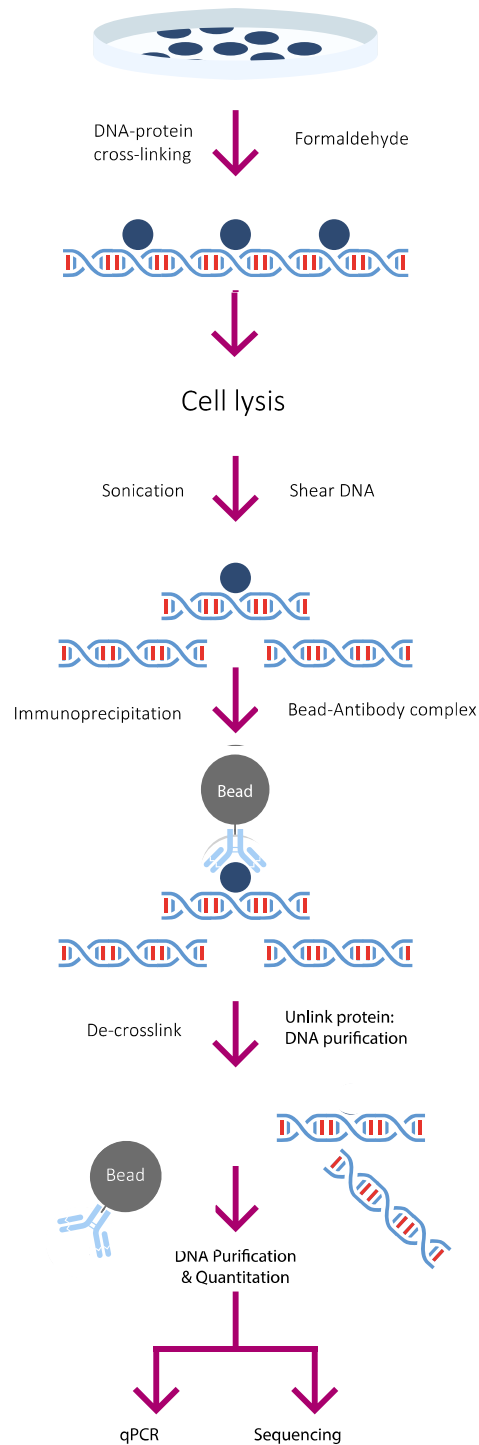 DNA-protein
cross-linking
Formaldehyde
Cell lysis
Sonication
Shear DNA
Immunoprecipitation
Bead-Antibody complex
Bead
De-crosslink
Unlink protein:
DNA purification
Bead
DNA Purification
& Quantitation
qPCR
Sequencing